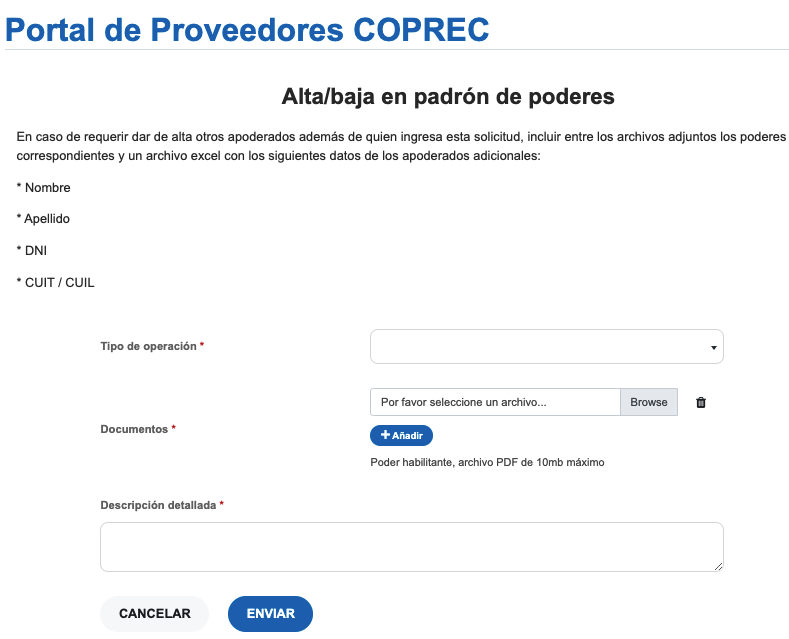 Portal de Proveedores COPREC
Alta/baja en padrón de poderes
En caso de requerir dar de alta otros apoderados además de quien ingresa esta solicitud, incluir entre los archivos adjuntos los poderes
correspondientes y un archivo excel con los siguientes datos de los apoderados adicionales:
* Nombre
* Apellido
* DNI
* CUIT / CUIL
Tipo de operación *
Por favor seleccione un archivo... Browse
Documentos *
+ Añadir
Poder habilitante, archivo PDF de 10mb máximo
Descripción detallada *
CANCELAR ENVIAR